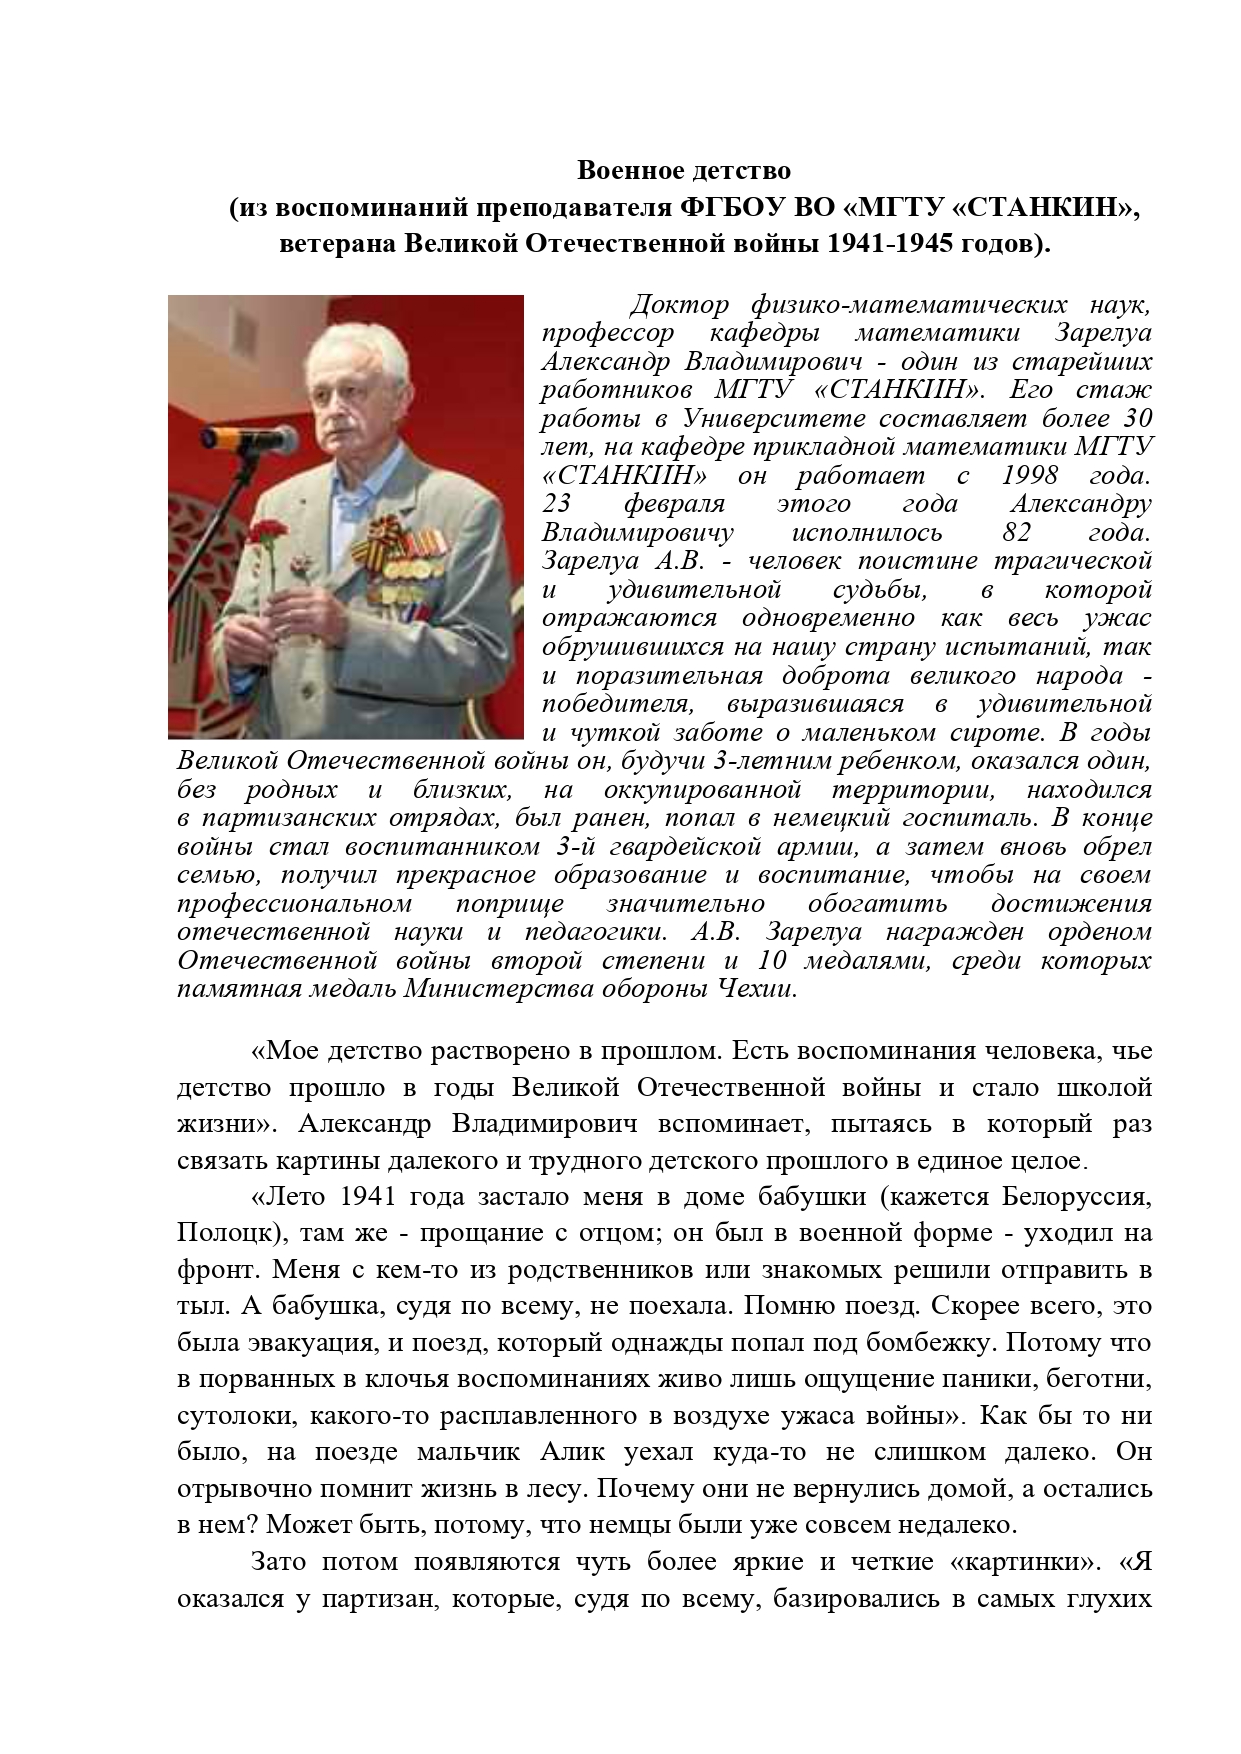 Военное детство
(из воспоминаний преподавателя ФГБОУ ВО «МГТУ «СТАНКИН»,
ветерана Великой Отечественной войны 1941-1945 годов).
Доктор физико-математических наук,
профессор кафедры математики Зарелуа
Александр Владимирович - один из старейших
работников МГТУ «СТАНКИН». Его стаж
работы в Университете составляет более 30
лет, на кафедре прикладной математики МГТУ
«СТАНКИН» он работает с 1998 года.
23 февраля этого года Александру
Владимировичу исполнилось 82 года.
Зарелуа А.В. - человек поистине трагической
и удивительной судьбы, в которой
отражаются одновременно как весь ужас
обрушившихся на нашу страну испытаний, так
и поразительная доброта великого народа -
победителя, выразившаяся в удивительной
и чуткой заботе о маленьком сироте. В годы
Великой Отечественной войны он, будучи 3-летним ребенком, оказался один,
без родных и близких, на оккупированной территории, находился
в партизанских отрядах, был ранен, попал в немецкий госпиталь. В конце
войны стал воспитанником 3-й гвардейской армии, а затем вновь обрел
семью, получил прекрасное образование и воспитание, чтобы на своем
профессиональном поприще значительно обогатить достижения
отечественной науки и педагогики. А.В. Зарелуа награжден орденом
Отечественной войны второй степени и 10 медалями, среди которых
памятная медаль Министерства обороны Чехии.
«Мое детство растворено в прошлом. Есть воспоминания человека, чье
детство прошло в годы Великой Отечественной войны и стало школой
жизни». Александр Владимирович вспоминает, пытаясь в который раз
связать картины далекого и трудного детского прошлого в единое целое.
«Лето 1941 года застало меня в доме бабушки (кажется Белоруссия,
Полоцк), там же - прощание с отцом; он был в военной форме - уходил на
фронт. Меня с кем-то из родственников или знакомых решили отправить в
тыл. А бабушка, судя по всему, не поехала. Помню поезд. Скорее всего, это
была эвакуация, и поезд, который однажды попал под бомбежку. Потому что
в порванных в клочья воспоминаниях живо лишь ощущение паники, беготни,
сутолоки, какого-то расплавленного в воздухе ужаса войны». Как бы то ни
было, на поезде мальчик Алик уехал куда-то не слишком далеко. Он
отрывочно помнит жизнь в лесу. Почему они не вернулись домой, а остались
в нем? Может быть, потому, что немцы были уже совсем недалеко.
Зато потом появляются чуть более яркие и четкие «картинки». «Я
оказался у партизан, которые, судя по всему, базировались в самых глухих